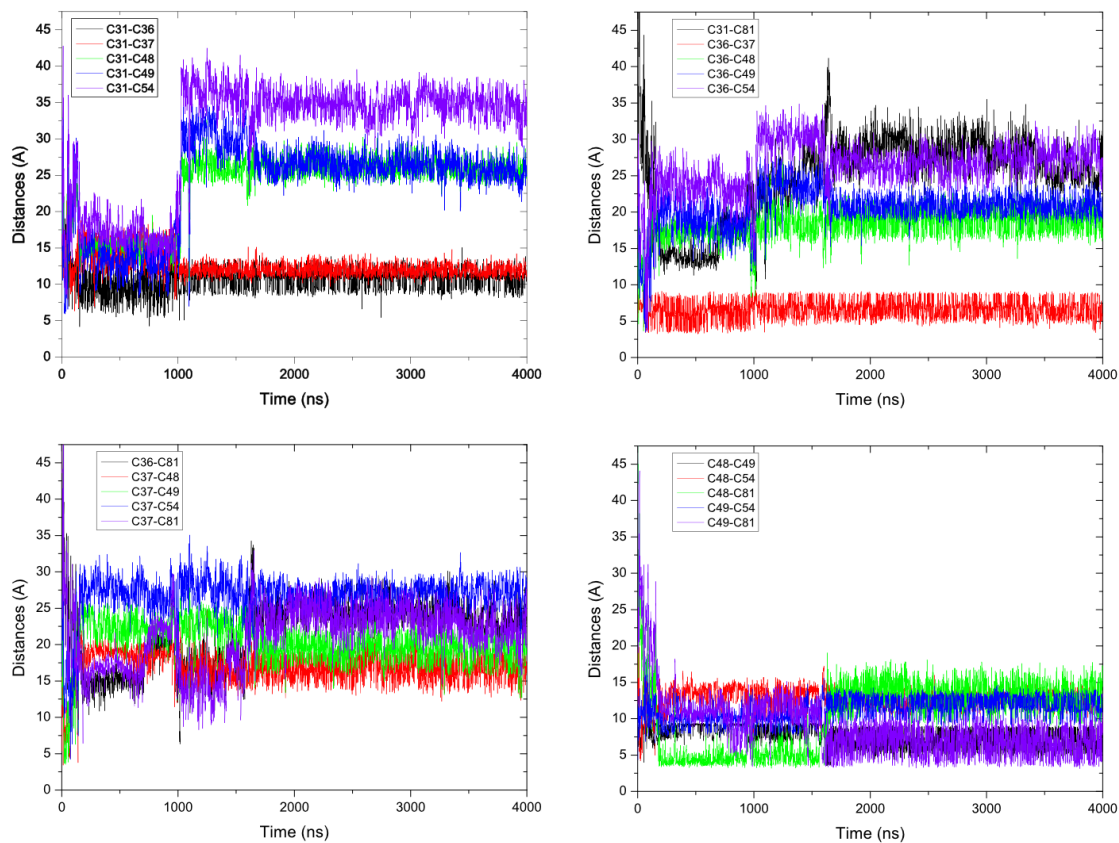 45
40
35
30
25
20
15
10
5
0
Distances (A)
C31-C36
C31-C37
C31-C48
C31-C49
C31-C54
0 1000 2000 3000 4000
Time (ns)
45
40
35
30
25
20
15
10
5
0
Distances (A)
C31-C81
C36-C37
C36-C48
C36-C49
C36-C54
0 1000 2000 3000 4000
Time (ns)
45
40
35
30
25
20
15
10
5
0
Distances (A)
C36-C81
C37-C48
C37-C49
C37-C54
C37-C81
0 1000 2000 3000 4000
Time (ns)
45
40
35
30
25
20
15
10
5
0
Distances (A)
C48-C49
C48-C54
C48-C81
C49-C54
C49-C81
0 1000 2000 3000 4000
Time (ns)